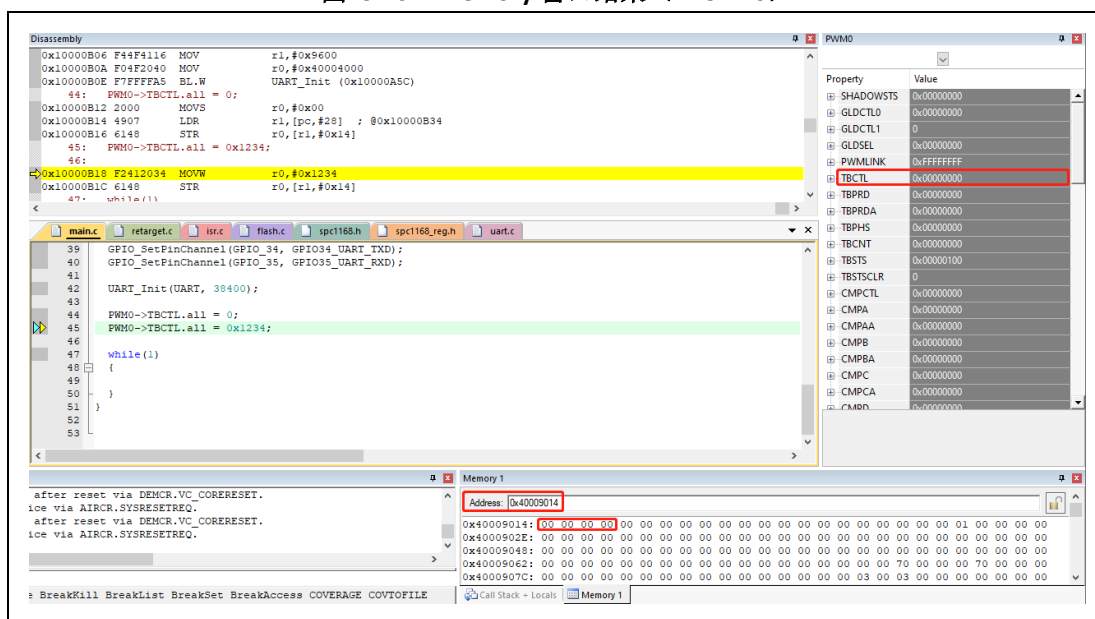 Disassembly
0x10000B06 F44F4116 MOV r1,#0x9600
0x10000B0A F04F2040 MOV r0,#0x40004000
0x10000B0E F7FFFFA5 BL.W UART_Init (0x10000A5C)
44: PWM0->TBCTL.all = 0;
0x10000B12 2000 MOVS r0,#0x00
0x10000B14 4907 LDR r1,[pc,#28] ; @0x10000B34
0x10000B16 6148 STR r0,[r1,#0x14]
45: PWM0->TBCTL.all = 0x1234;
46:
0x10000B18 F2412034 MOVW r0,#0x1234
0x10000B1C 6148 STR r0,[r1,#0x14]
47: while(1)
main.c retarget.c isr.c flash.c spc1168.h spc1168_reg.h uart.c
39 GPIO_SetPinChannel(GPIO_34, GPIO34_UART_TXD);
40 GPIO_SetPinChannel(GPIO_35, GPIO35_UART_RXD);
41
42 UART_Init(UART, 38400);
43
44 PWM0->TBCTL.all = 0;
45 PWM0->TBCTL.all = 0x1234;
46
47 while(1)
48 {
49
50 }
51 }
52
53
PWM0
Property Value
SHADOWSTS 0x00000000
GLDCTL0 0x00000000
GLDCTL1 0
GLDSEL 0x00000000
PWMLINK 0xFFFFFFFF
TBCTL 0x00000000
TBPRD 0x00000000
TBPRDA 0x00000000
TBPHS 0x00000000
TBCNT 0x00000000
TBSTS 0x00000100
TBSTSCLR 0
CMPCTL 0x00000000
CMPA 0x00000000
CMPAA 0x00000000
CMPB 0x00000000
CMPBA 0x00000000
CMPC 0x00000000
CMPCA 0x00000000
CMPD 0x00000000
after reset via DEMCR.VC_CORERESET.
ice via AIRCR.SYSRESETREQ.
after reset via DEMCR.VC_CORERESET.
ice via AIRCR.SYSRESETREQ.
BreakKill BreakList BreakSet BreakAccess COVERAGE COVTOFILE
Memory 1
Address: 0x40009014
0x40009014: 00 00 00 00 00 00 00 00 00 00 00 00 00 00 00 00 00 00 00 00 00 01 00 00 00 00
0x4000902E: 00 00 00 00 00 00 00 00 00 00 00 00 00 00 00 00 00 00 00 00 00 00 00 00 00 00
0x40009048: 00 00 00 00 00 00 00 00 00 00 00 00 00 00 00 00 00 00 00 00 00 00 00 00 00 00
0x40009062: 00 00 00 00 00 00 00 00 00 00 00 00 00 00 00 00 00 00 70 00 00 00 70 00 00 00
0x4000907C: 00 00 00 00 00 00 00 00 00 00 00 00 00 00 00 00 03 00 03 00 00 00 00 00 00 00
Call Stack + Locals Memory 1